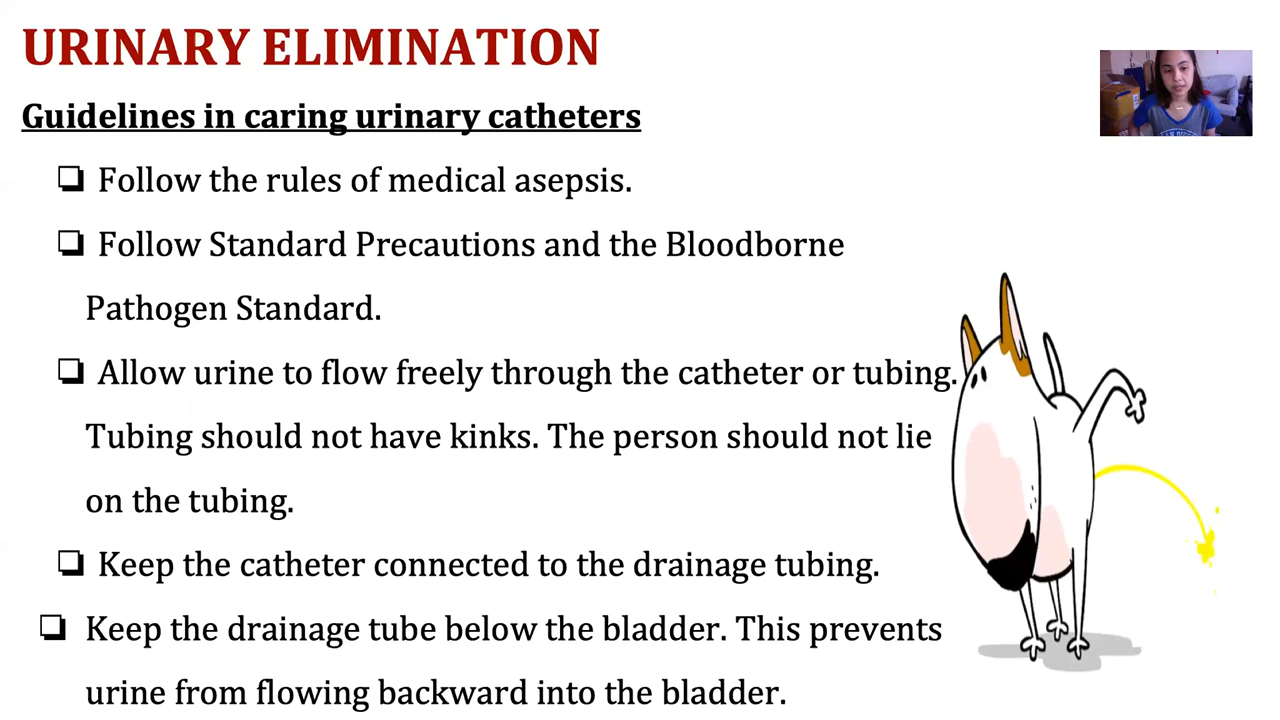 URINARY ELIMINATION
Guidelines in caring urinary catheters
❏ Follow the rules of medical asepsis.
❏ Follow Standard Precautions and the Bloodborne
Pathogen Standard.
❏ Allow urine to flow freely through the catheter or tubing.
Tubing should not have kinks. The person should not lie
on the tubing.
❏ Keep the catheter connected to the drainage tubing.
❏ Keep the drainage tube below the bladder. This prevents
urine from flowing backward into the bladder.